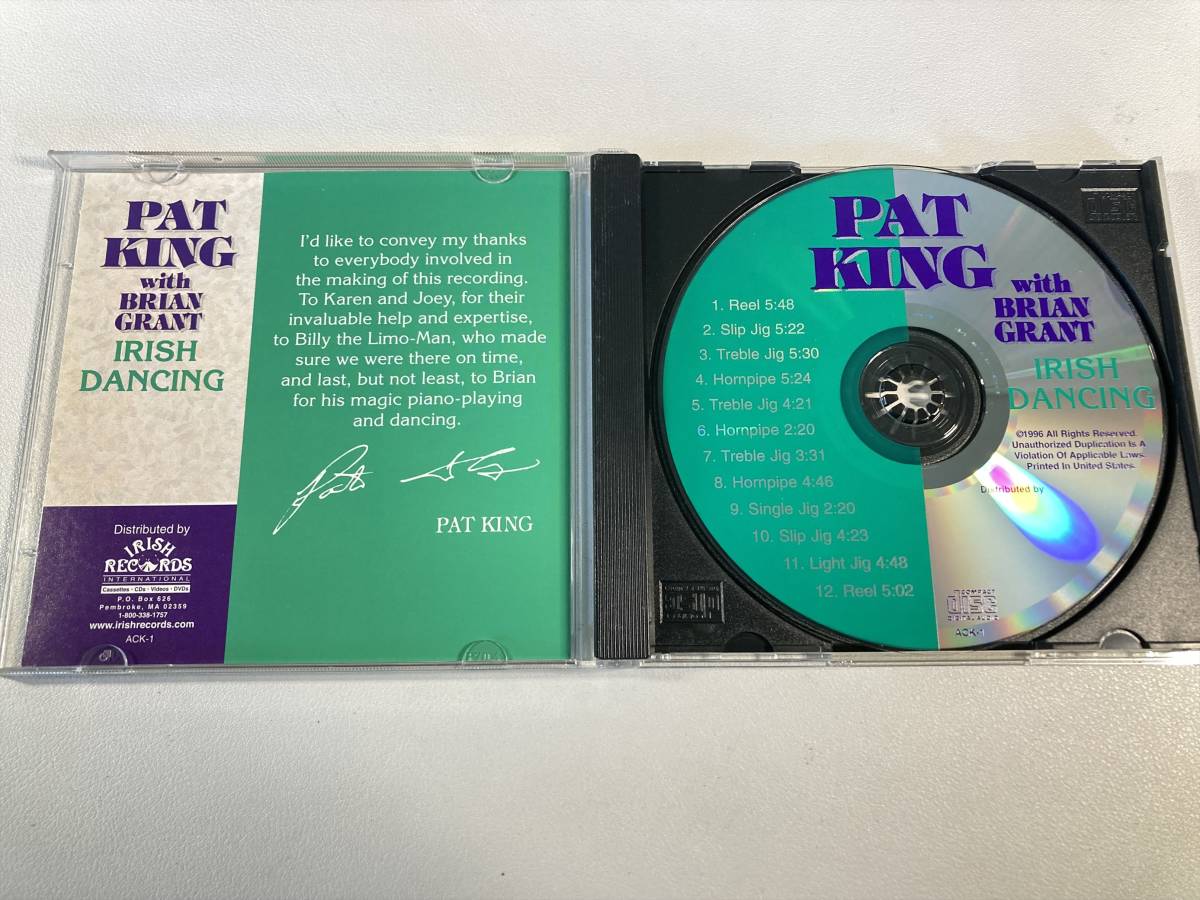 PAT
KING
with
BRIAN
GRANT
IRISH
DANCING
Distributed by
IRISH
RECORDS
INTERNATIONAL
Cassettes • CDs • Videos • DVDs
P.O. Box 626
Pembroke, MA 02359
1-800-338-1757
www.irishrecords.com
ACK-1
I'd like to convey my thanks
to everybody involved in
the making of this recording.
To Karen and Joey, for their
invaluable help and expertise,
to Billy the Limo-Man, who made
sure we were there on time,
and last, but not least, to Brian
for his magic piano-playing
and dancing.
PAT KING
PAT
KING
with
BRIAN
GRANT
IRISH
DANCING
1. Reel 5:48
2. Slip Jig 5:22
3. Treble Jig 5:30
4. Hornpipe 5:24
5. Treble Jig 4:21
6. Hornpipe 2:20
7. Treble Jig 3:31
8. Hornpipe 4:46
9. Single Jig 2:20
10. Slip Jig 4:23
11. Light Jig 4:48
12. Reel 5:02
©1996 All Rights Reserved.
Unauthorized Duplication Is A
Violation Of Applicable Laws.
Printed In United States.
Distributed by
COMPACT
disc
DIGITAL AUDIO
ACK-1